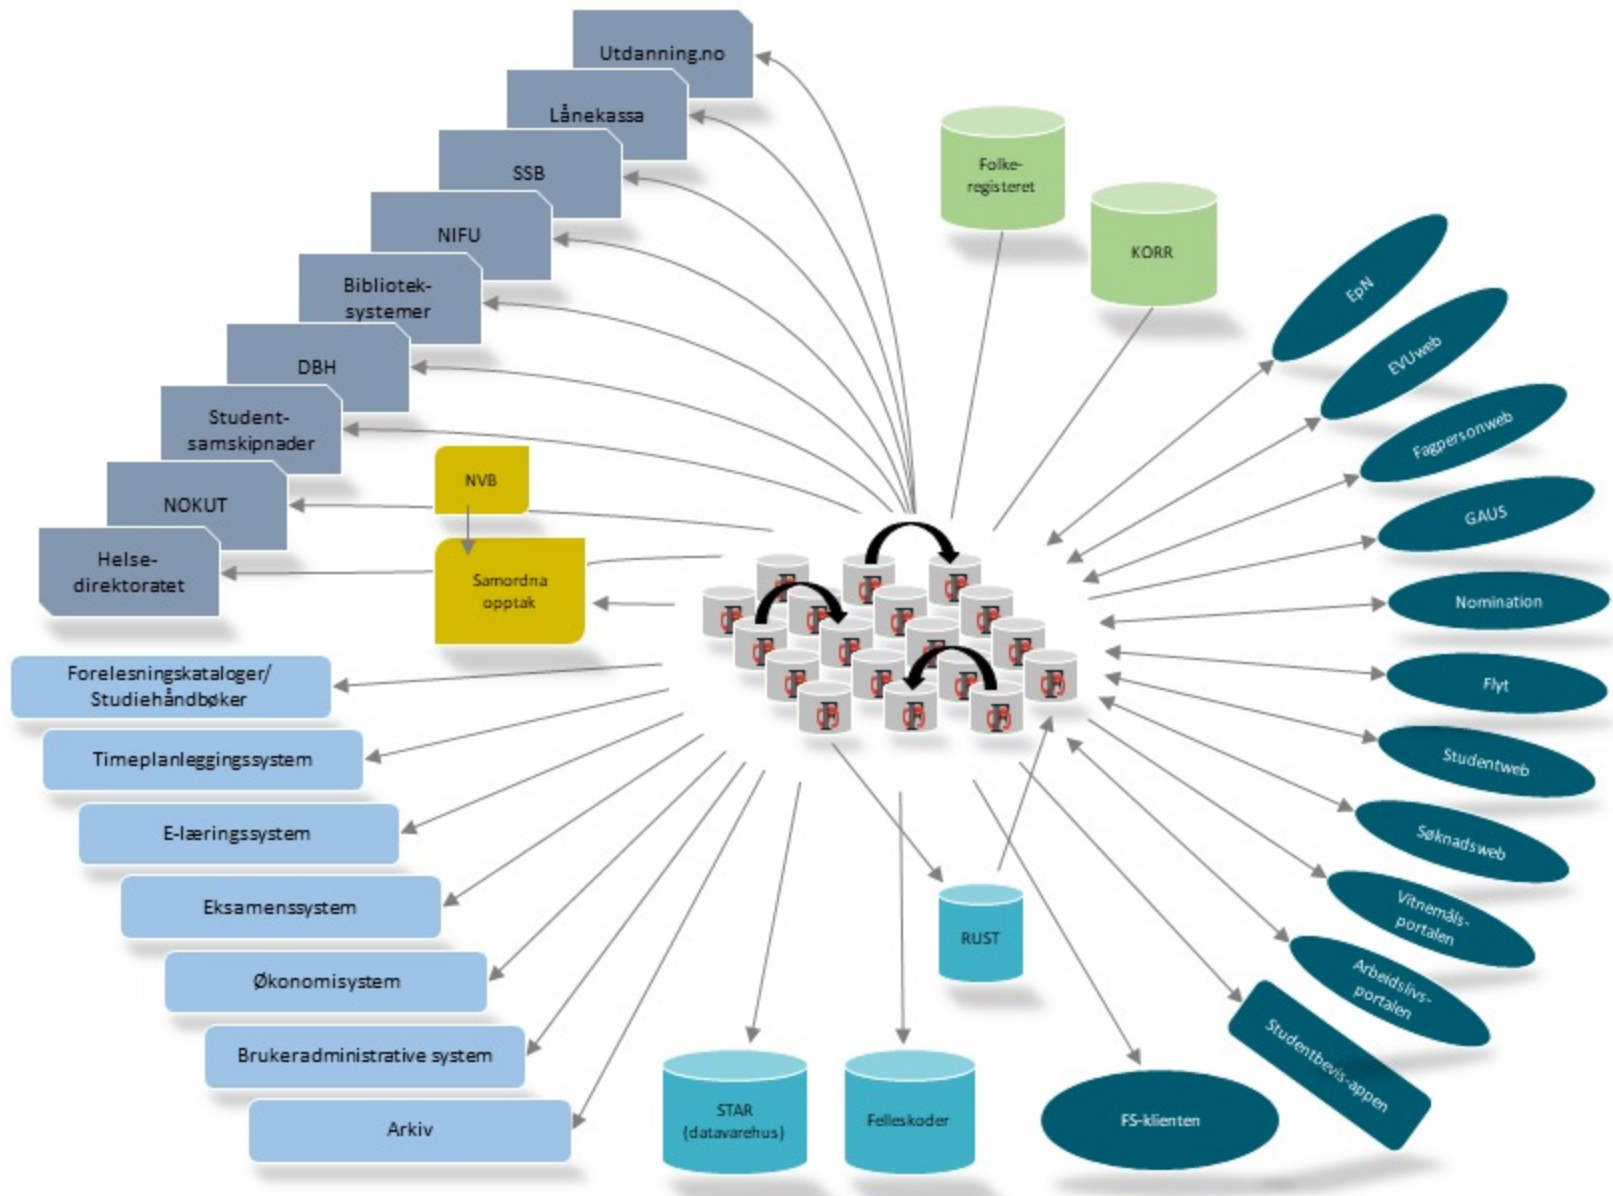 Utdanning.no
Lånekassa
SSB
NIFU
Bibliotek-
systemer
DBH
Student-
samskipnader
NOKUT
Helse-
direktoratet
NVB
Samordna
opptak
Folke-
registeret
KORR
EpN
EVUweb
Fagpersonweb
GAUS
Nomination
Flyt
Studentweb
Søknadsweb
Vitnemåls-
portalen
Arbeidslivs-
portalen
Studentbevis-appen
FS-klienten
Forelesningskataloger/
Studiehåndbøker
Timeplanleggingssystem
E-læringssystem
Eksamenssystem
Økonomisystem
Brukeradministrative system
Arkiv
RUST
STAR
(datavarehus)
Felleskoder